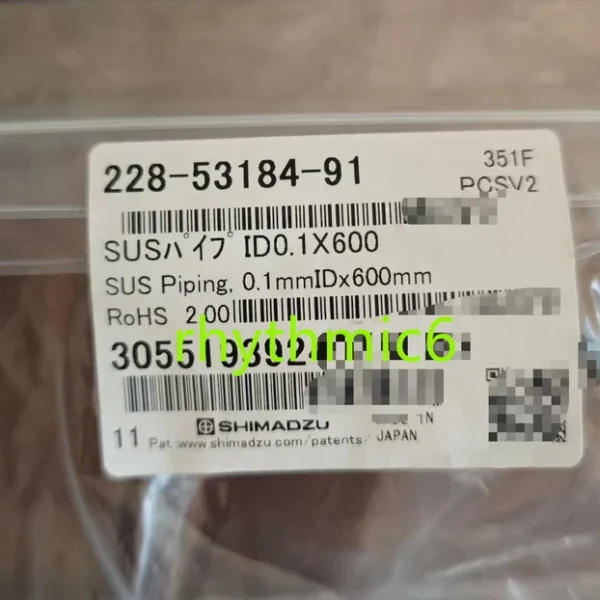 228-53184-91
351F
PCSV2
SUSパイプ ID0.1X600
SUS Piping, 0.1mmIDx600mm
RoHS 2.00
rhythmic6
SHIMADZU
11 Pat. www.shimadzu.com/patents/
JAPAN